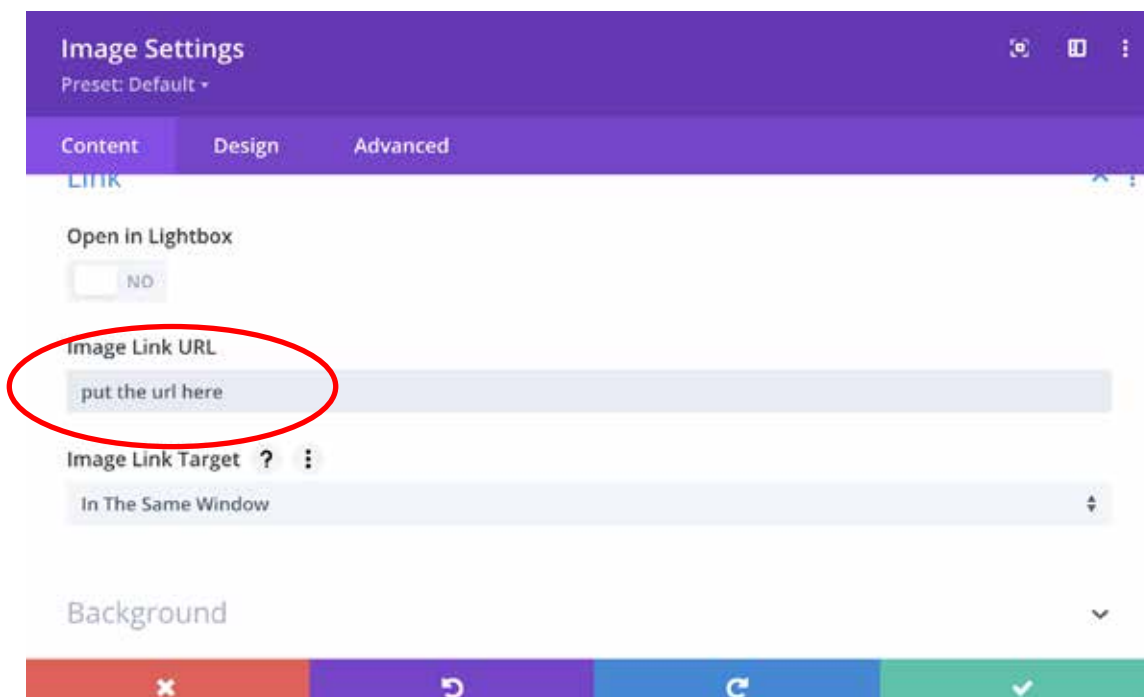 Image Settings
Preset: Default
Content Design Advanced
Link
Open in Lightbox
NO
Image Link URL
put the url here
Image Link Target ?
In The Same Window
Background